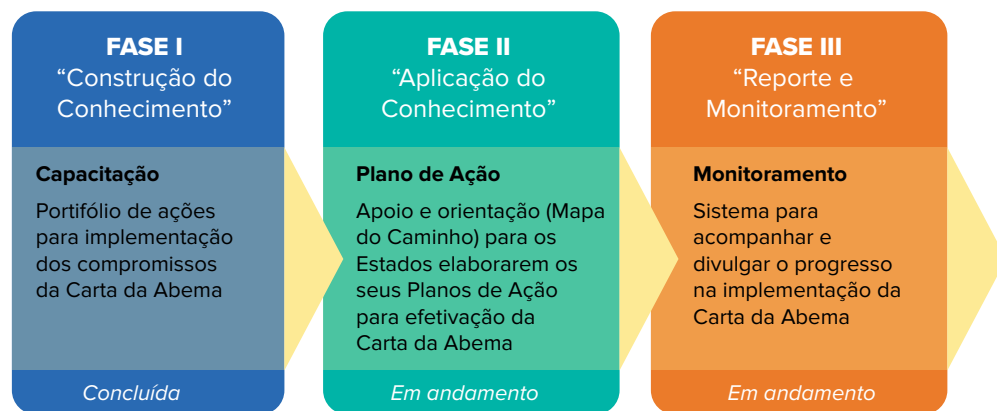 FASE I
“Construção do
Conhecimento”
Capacitação
Portifólio de ações
para implementação
dos compromissos
da Carta da Abema
Concluída
FASE II
“Aplicação do
Conhecimento”
Plano de Ação
Apoio e orientação (Mapa
do Caminho) para os
Estados elaborarem os
seus Planos de Ação
para efetivação da
Carta da Abema
Em andamento
FASE III
“Reporte e
Monitoramento”
Monitoramento
Sistema para
acompanhar e
divulgar o progresso
na implementação da
Carta da Abema
Em andamento